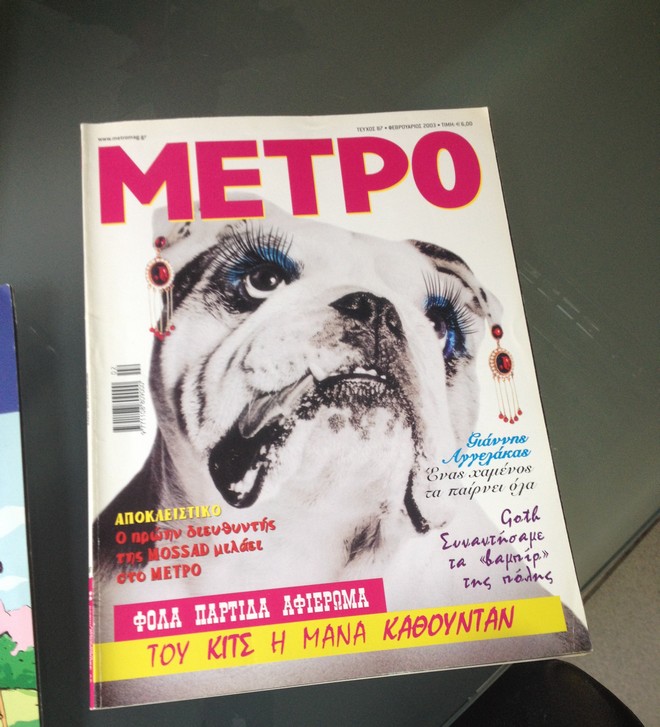 www.metromag.gr
ΤΕΥΧΟΣ 87 • ΦΕΒΡΟΥΑΡΙΟΣ 2003 • ΤΙΜΗ: € 6,00
ΜΕΤΡΟ
02
Γιάννης
Αγγελάκας
Ένας χαμένος
τα παίρνει όλα
ΑΠΟΚΛΕΙΣΤΙΚΟ
Ο πρώην διευθυντής
της MOSSAD μιλάει
στο ΜΕΤΡΟ
Goth
Συναντήσαμε
τα «βαμπίρ»
της πόλης
ΦΟΛΑ ΠΑΡΤΙΔΑ ΑΦΙΕΡΩΜΑ
ΤΟΥ ΚΙΤΣ Η ΜΑΝΑ ΚΑΘΟΥΝΤΑΝ